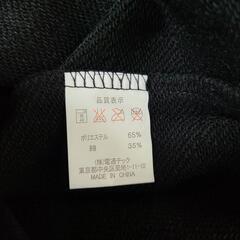 品質表示
ポリエステル 65%
綿 35%
(株)電通テック
東京都中央区築地1-11-10
MADE IN CHINA